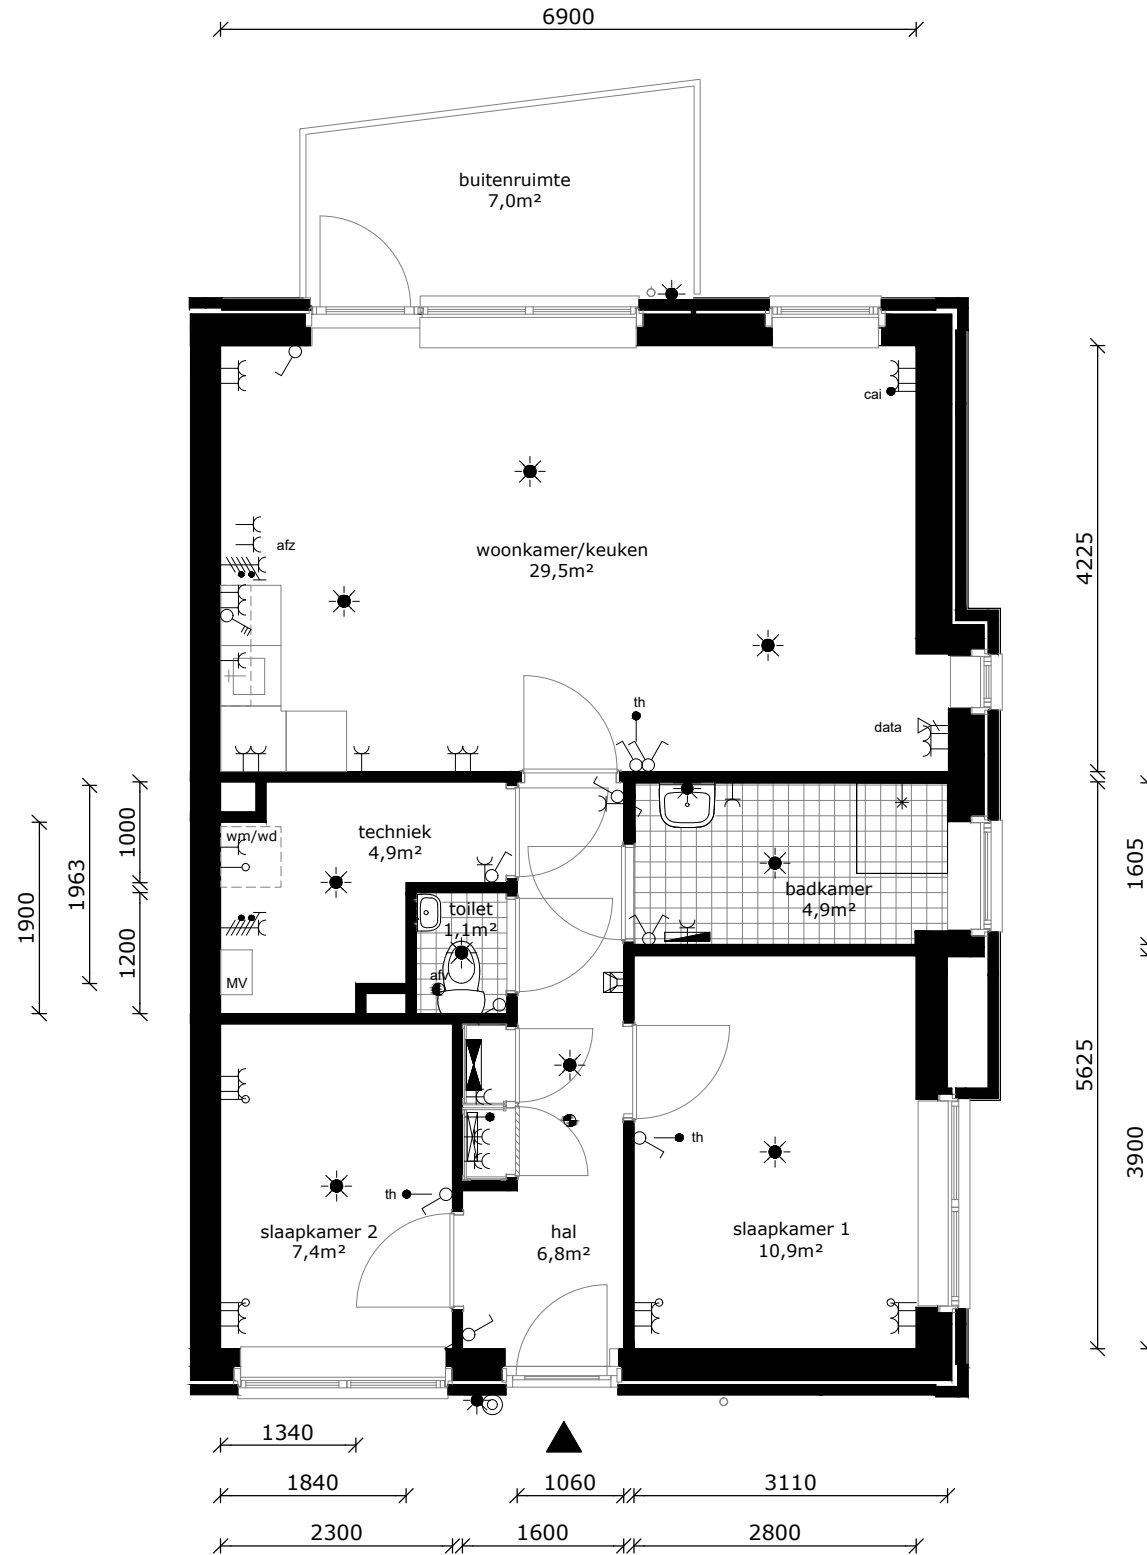 6900
buitenruimte
7,0m²
cai
4225
afz
woonkamer/keuken
29,5m²
th
data
1900
1963
1000
1200
wm/wd
techniek
4,9m²
toilet
1,1m²
afv
MV
badkamer
4,9m²
1605
5625
3900
th
th
slaapkamer 2
7,4m²
hal
6,8m²
slaapkamer 1
10,9m²
1340
1840
1060
3110
2300
1600
2800